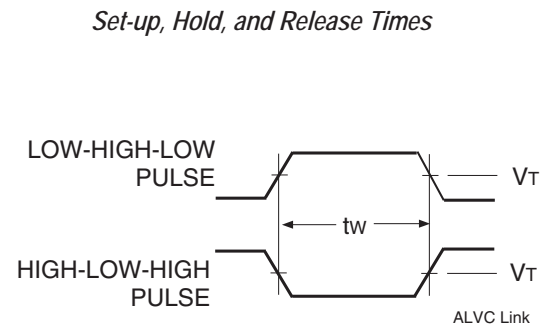 Set-up, Hold, and Release Times
LOW-HIGH-LOW
PULSE
VT
tw
HIGH-LOW-HIGH
PULSE
VT
ALVC Link